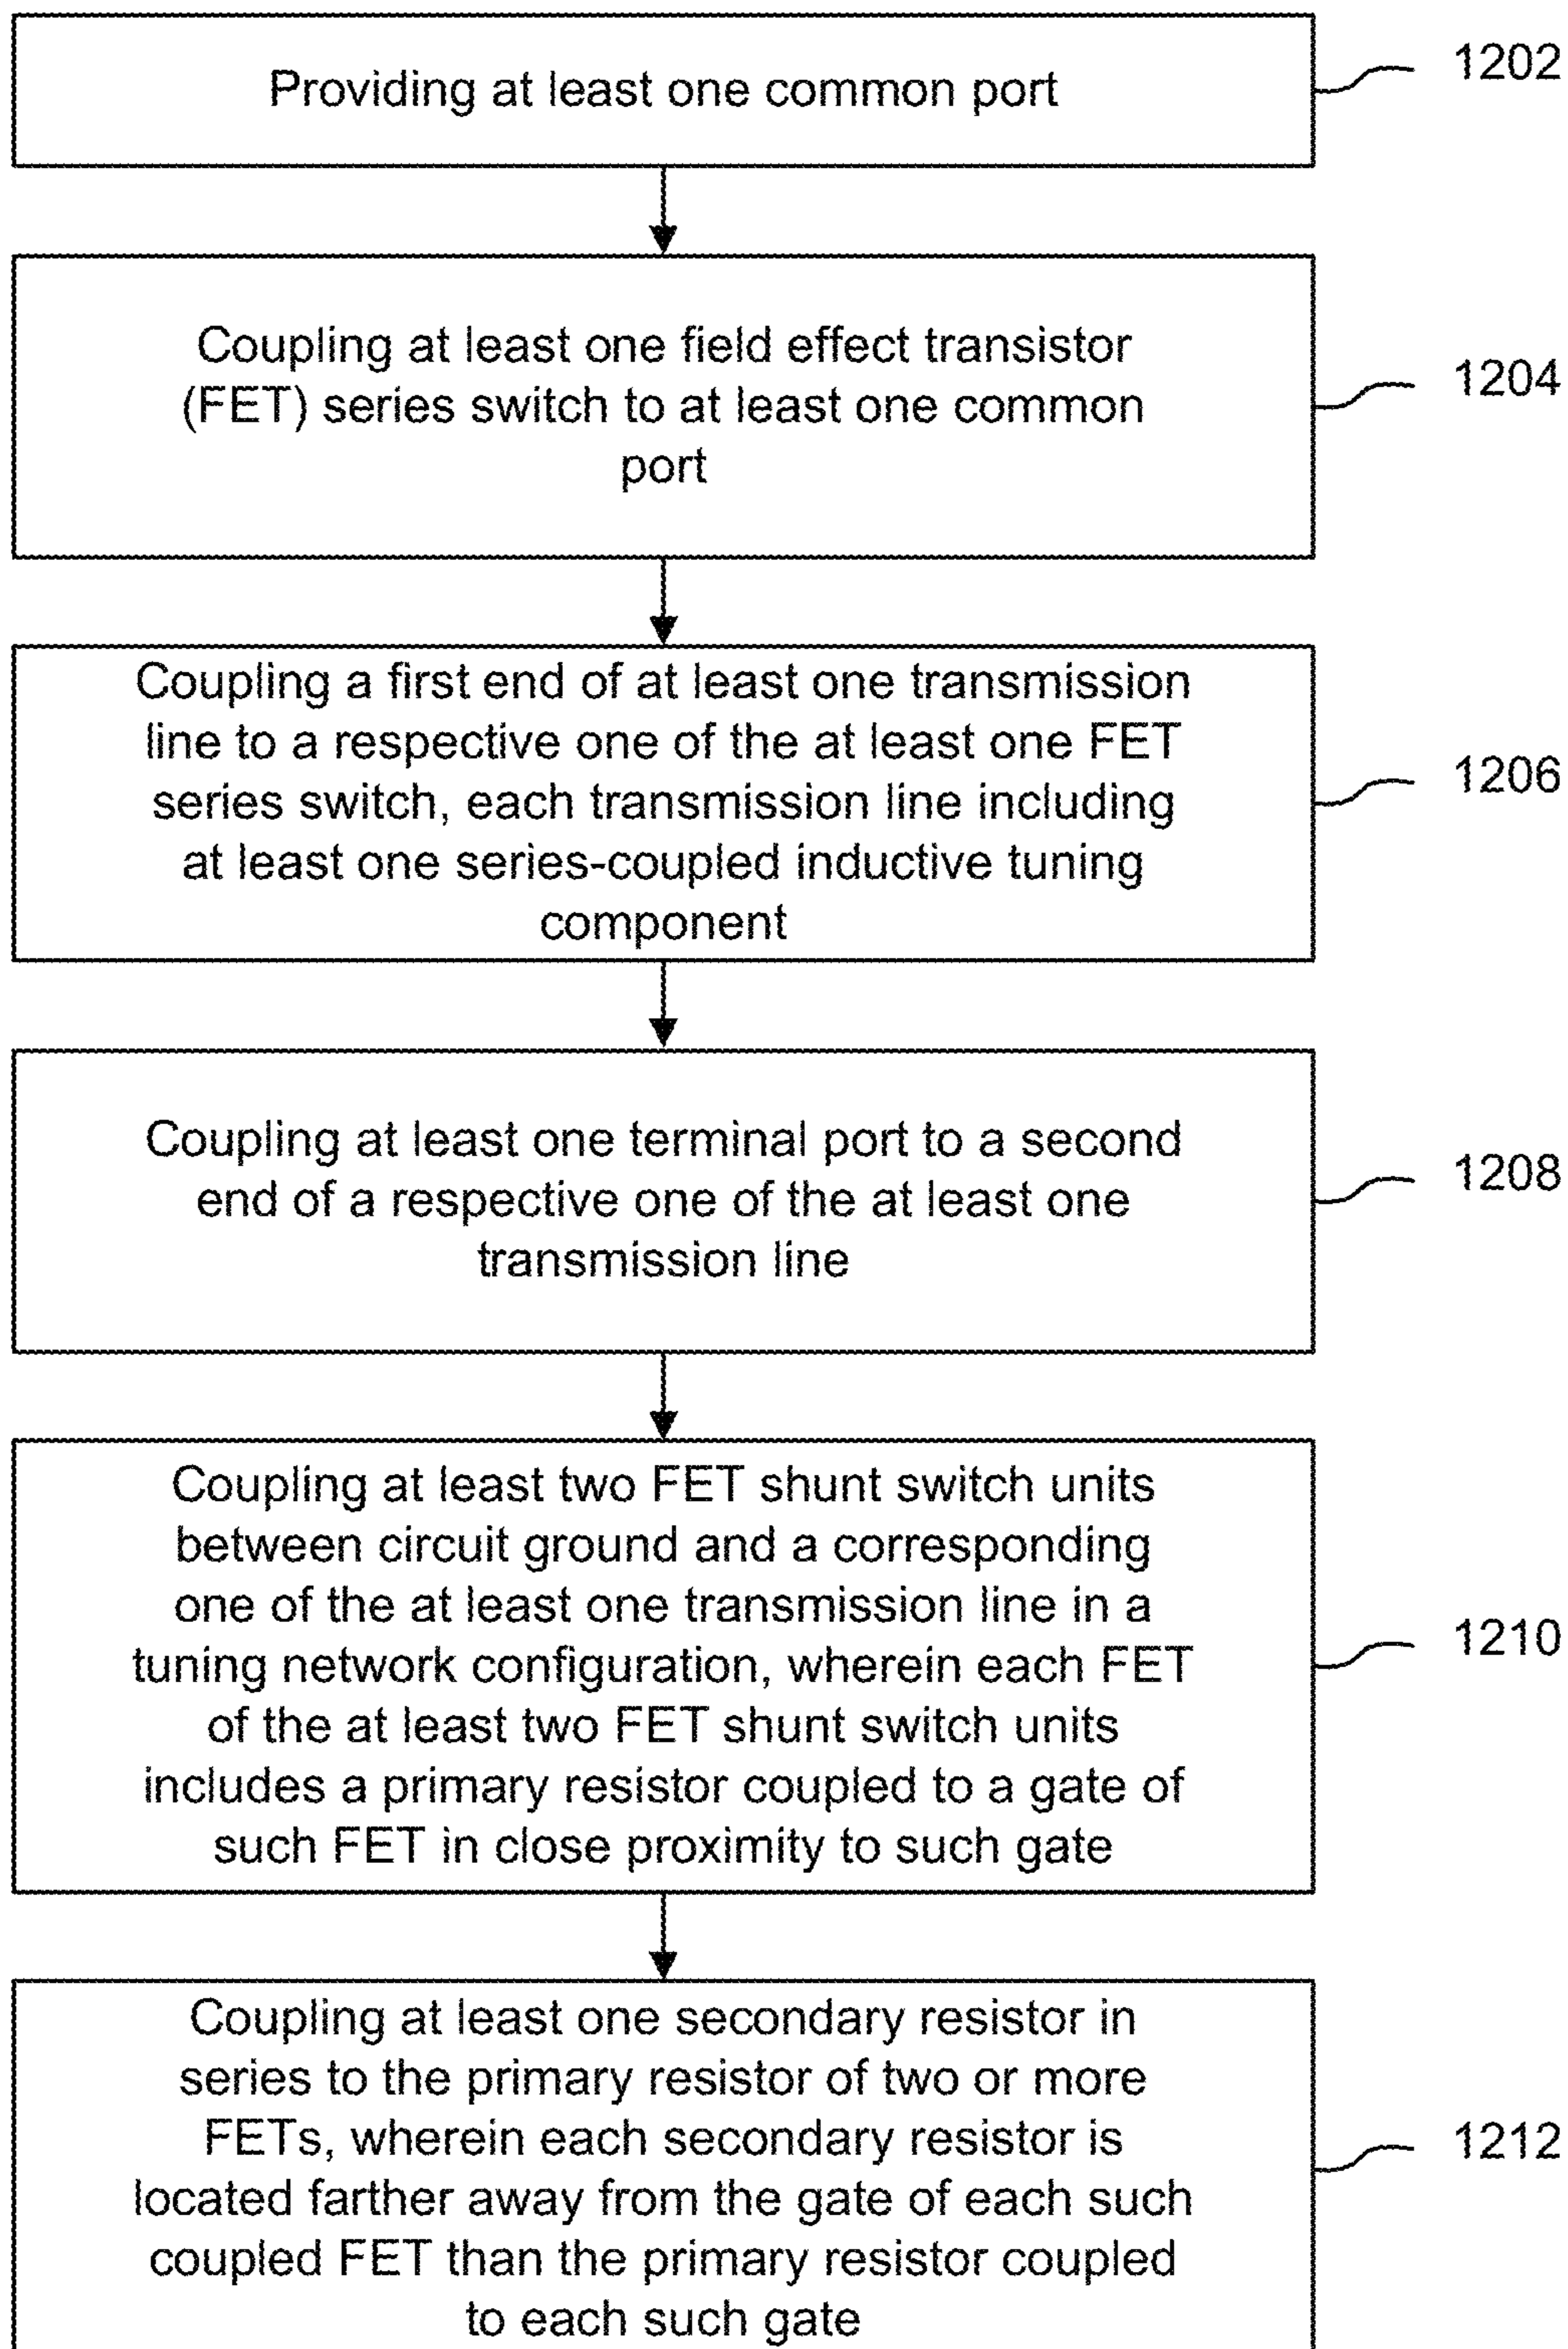 Providing at least one common port
1202
Coupling at least one field effect transistor
(FET) series switch to at least one common
port
1204
Coupling a first end of at least one transmission
line to a respective one of the at least one FET
series switch, each transmission line including
at least one series-coupled inductive tuning
component
1206
Coupling at least one terminal port to a second
end of a respective one of the at least one
transmission line
1208
Coupling at least two FET shunt switch units
between circuit ground and a corresponding
one of the at least one transmission line in a
tuning network configuration, wherein each FET
of the at least two FET shunt switch units
includes a primary resistor coupled to a gate of
such FET in close proximity to such gate
1210
Coupling at least one secondary resistor in
series to the primary resistor of two or more
FETs, wherein each secondary resistor is
located farther away from the gate of each such
coupled FET than the primary resistor coupled
to each such gate
1212